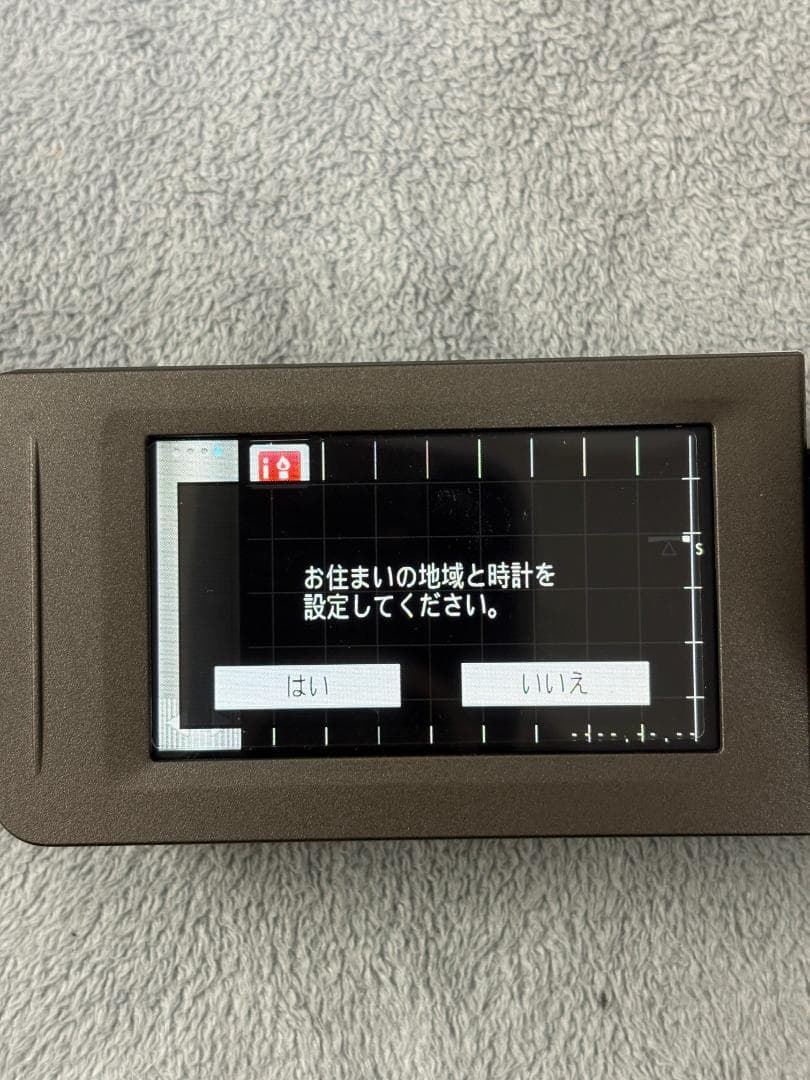 i
S
お住まいの地域と時計を
設定してください。
はい
いいえ